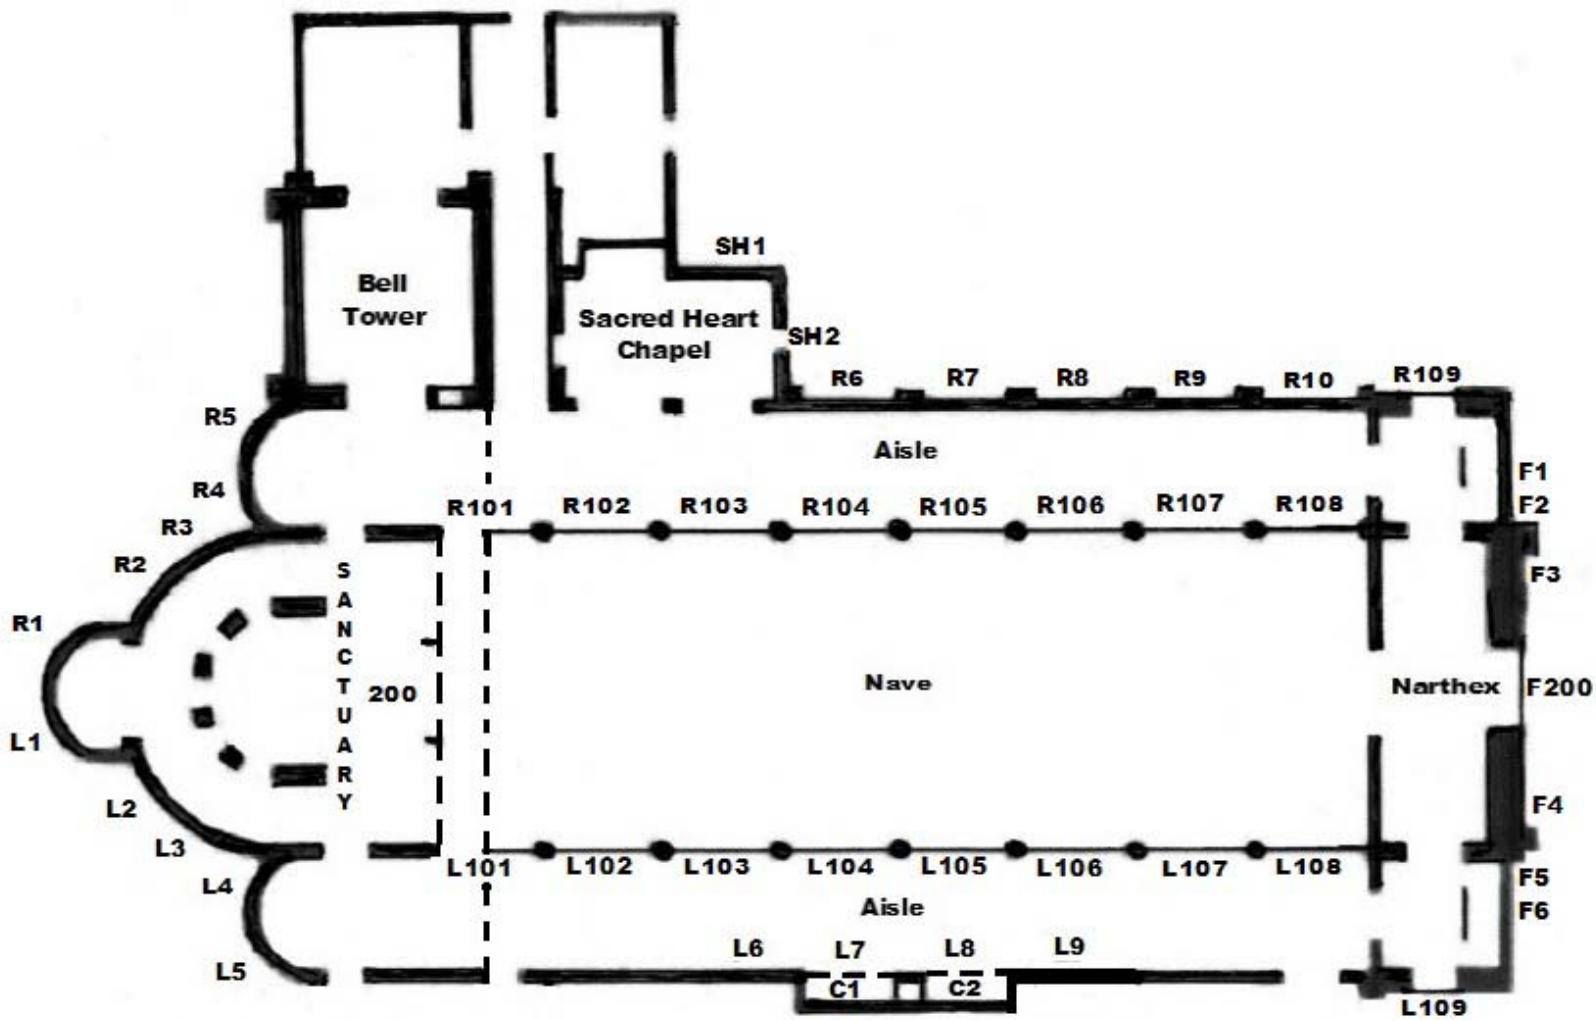 SH1
Bell
Tower
Sacred Heart
Chapel
SH2
R6 R7 R8 R9 R10 R109
R5
Aisle
R4
F1
R101 R102 R103 R104 R105 R106 R107 R108
F2
R3
R2
SANCTUARY
F3
R1
200
Nave
Narthex
F200
L1
L2
F4
L3
L101 L102 L103 L104 L105 L106 L107 L108
L4
F5
Aisle
F6
L5
L6 L7 L8 L9
C1 C2
L109